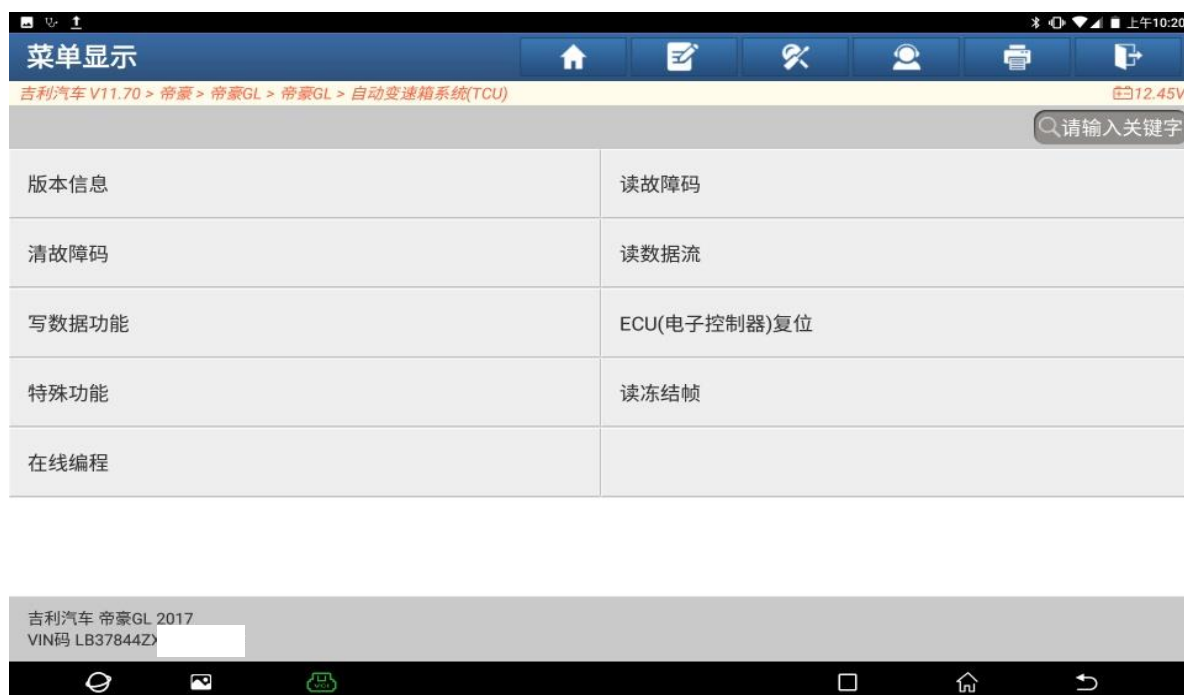 上午10:20
菜单显示
吉利汽车 V11.70 > 帝豪 > 帝豪GL > 帝豪GL > 自动变速箱系统(TCU)
12.45V
请输入关键字
版本信息
读故障码
清故障码
读数据流
写数据功能
ECU(电子控制器)复位
特殊功能
读冻结帧
在线编程
吉利汽车 帝豪GL 2017
VIN码 LB37844ZX
VCI